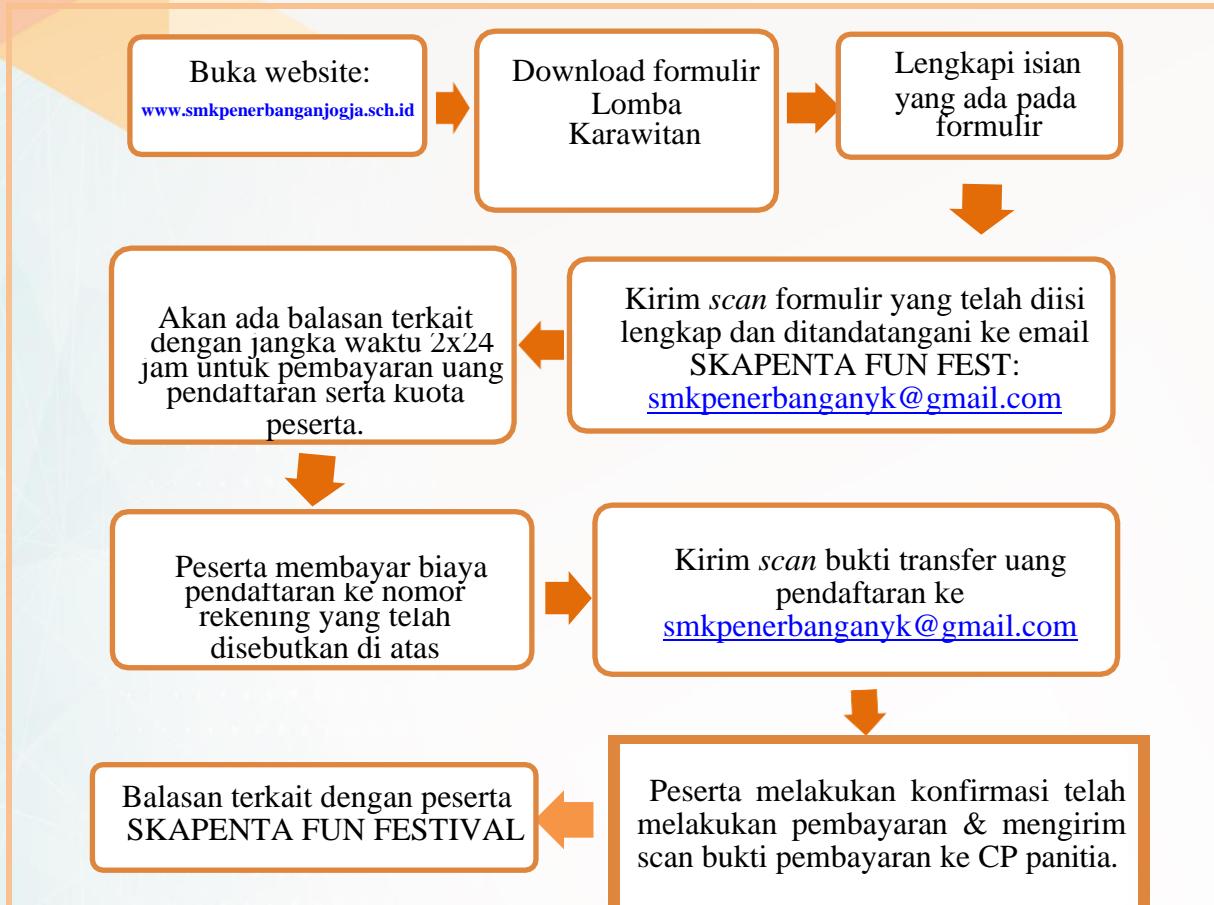 Buka website:
www.smkpenerbanganjogja.sch.id
Download formulir
Lomba
Karawitan
Lengkapi isian
yang ada pada
formulir
Kirim scan formulir yang telah diisi
lengkap dan ditandatangani ke email
SKAPENTA FUN FEST:
smkpenerbanganyk@gmail.com
Akan ada balasan terkait
dengan jangka waktu 2x24
jam untuk pembayaran uang
pendaftaran serta kuota
peserta.
Peserta membayar biaya
pendaftaran ke nomor
rekening yang telah
disebutkan di atas
Kirim scan bukti transfer uang
pendaftaran ke
smkpenerbanganyk@gmail.com
Peserta melakukan konfirmasi telah
melakukan pembayaran & mengirim
scan bukti pembayaran ke CP panitia.
Balasan terkait dengan peserta
SKAPENTA FUN FESTIVAL